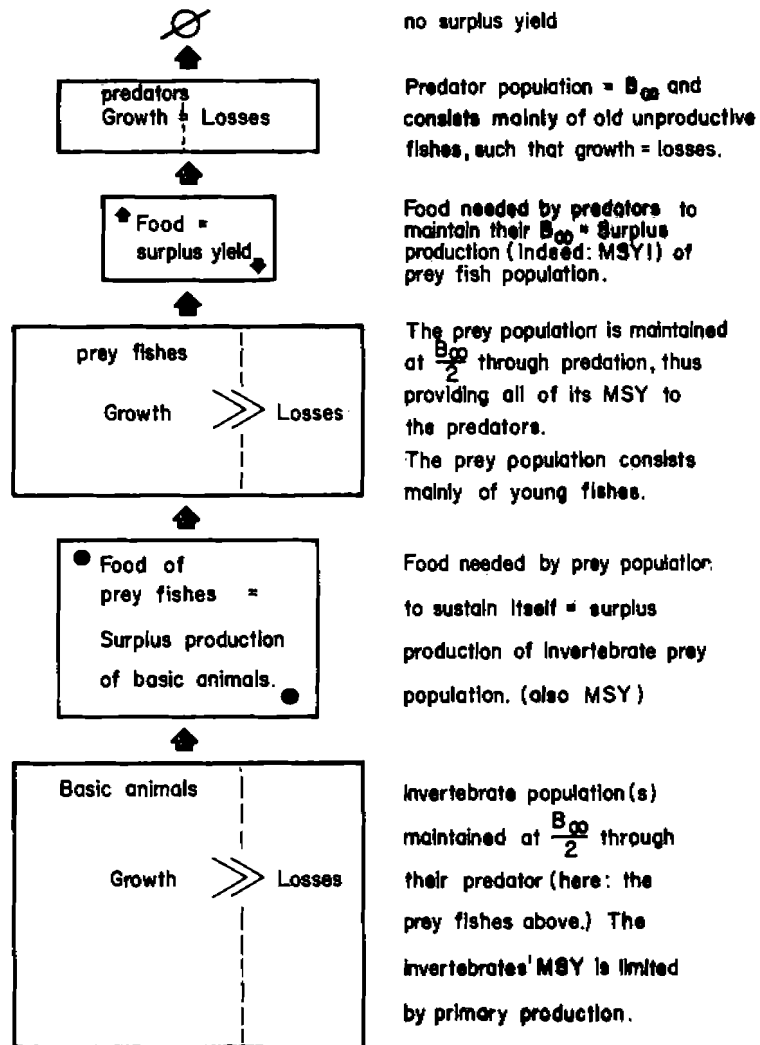 no surplus yield
predators
Growth = Losses
Predator population = B∞ and
consists mainly of old unproductive
fishes, such that growth = losses.
Food =
surplus yield
Food needed by predators to
maintain their B∞ = Surplus
production (indeed: MSY!) of
prey fish population.
prey fishes
Growth >> Losses
The prey population is maintained
at B∞/2 through predation, thus
providing all of its MSY to
the predators.
The prey population consists
mainly of young fishes.
Food of
prey fishes =
Surplus production
of basic animals.
Food needed by prey population
to sustain itself = surplus
production of invertebrate prey
population. (also MSY)
Basic animals
Growth >> Losses
Invertebrate population(s)
maintained at B∞/2 through
their predator (here: the
prey fishes above.) The
invertebrates' MSY is limited
by primary production.